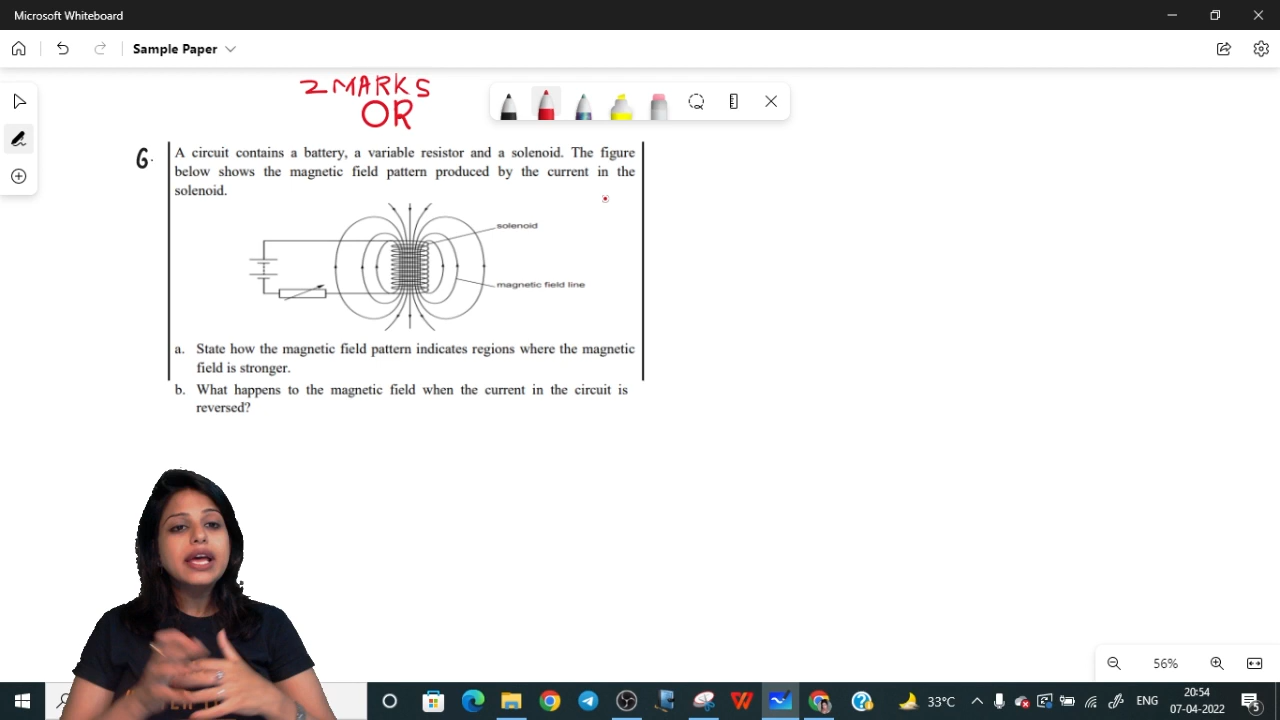 Microsoft Whiteboard
Sample Paper
2 MARKS
OR
6.
A circuit contains a battery, a variable resistor and a solenoid. The figure
below shows the magnetic field pattern produced by the current in the
solenoid.
solenoid
magnetic field line
a. State how the magnetic field pattern indicates regions where the magnetic
field is stronger.
b. What happens to the magnetic field when the current in the circuit is
reversed?
56%
33°C
ENG
20:54
07-04-2022
5